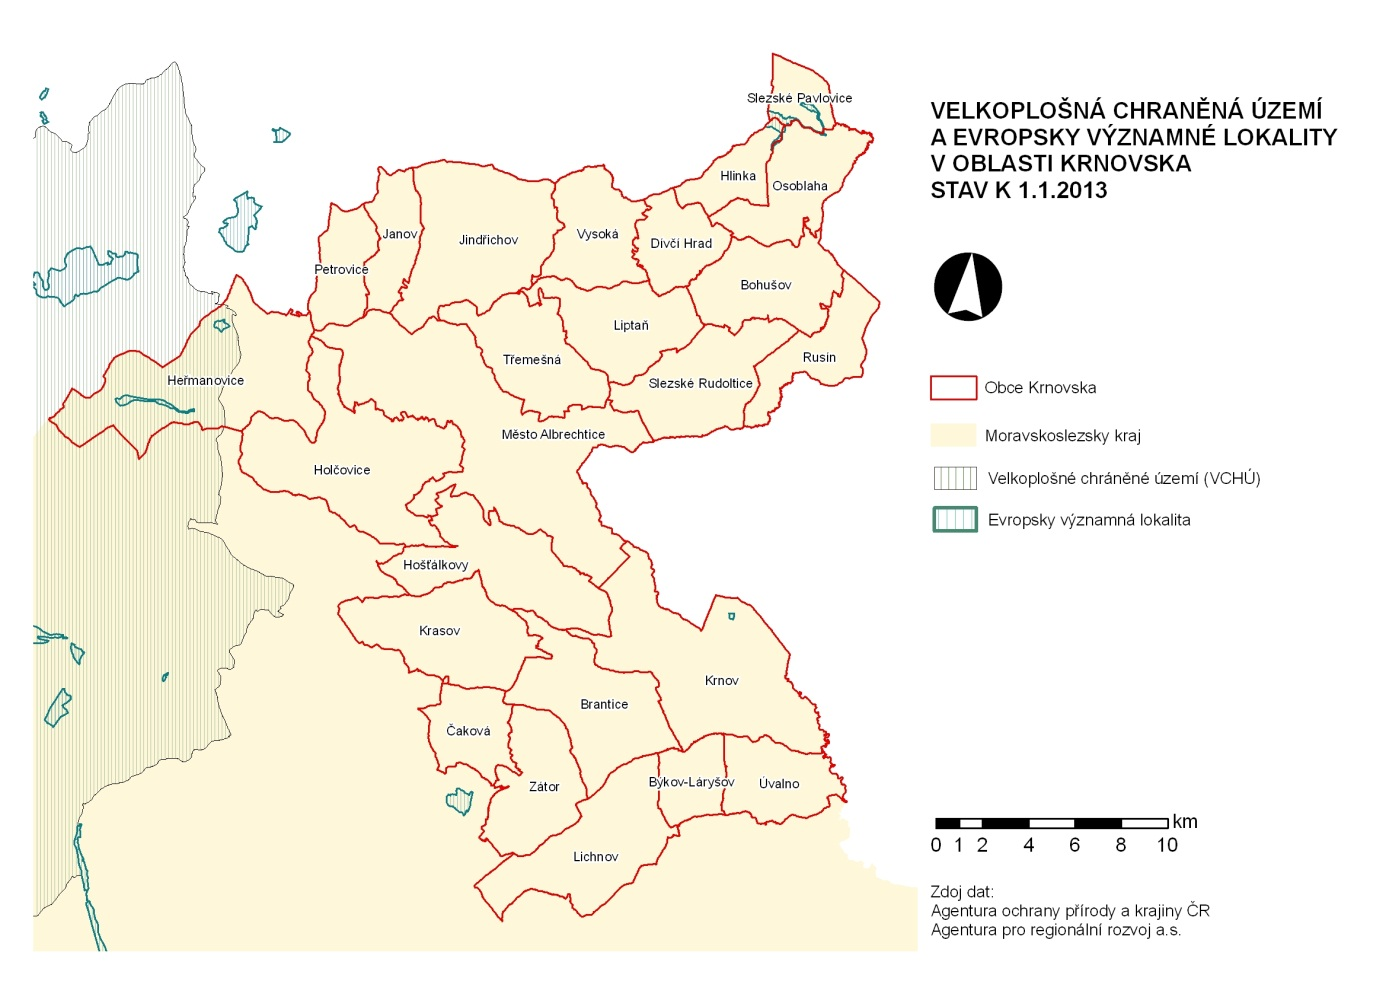 VELKOPLOŠNÁ CHRANĚNÁ ÚZEMÍ
A EVROPSKY VÝZNAMNÉ LOKALITY
V OBLASTI KRNOVSKA
STAV K 1.1.2013
Slezské Pavlovice
Hlinka
Osoblaha
Janov
Jindřichov
Vysoká
Dívčí Hrad
Petrovice
Bohušov
Liptaň
Třemešná
Rusín
Heřmanovice
Slezské Rudoltice
Město Albrechtice
Holčovice
Hošťálkovy
Krasov
Krnov
Brantice
Čaková
Zátor
Býkov-Láryšov
Úvalno
Lichnov
Obce Krnovska
Moravskoslezsky kraj
Velkoplošné chráněné území (VCHÚ)
Evropsky významná lokalita
km
0 1 2 4 6 8 10
Zdoj dat:
Agentura ochrany přírody a krajiny ČR
Agentura pro regionální rozvoj a.s.